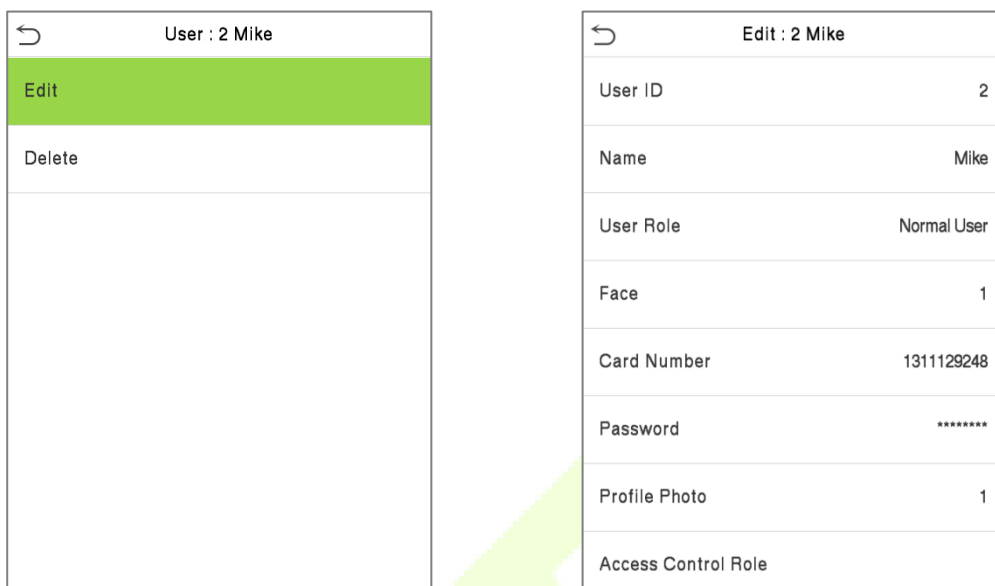 User : 2 Mike
Edit
Delete
Edit : 2 Mike
User ID 2
Name Mike
User Role Normal User
Face 1
Card Number 1311129248
Password ********
Profile Photo 1
Access Control Role